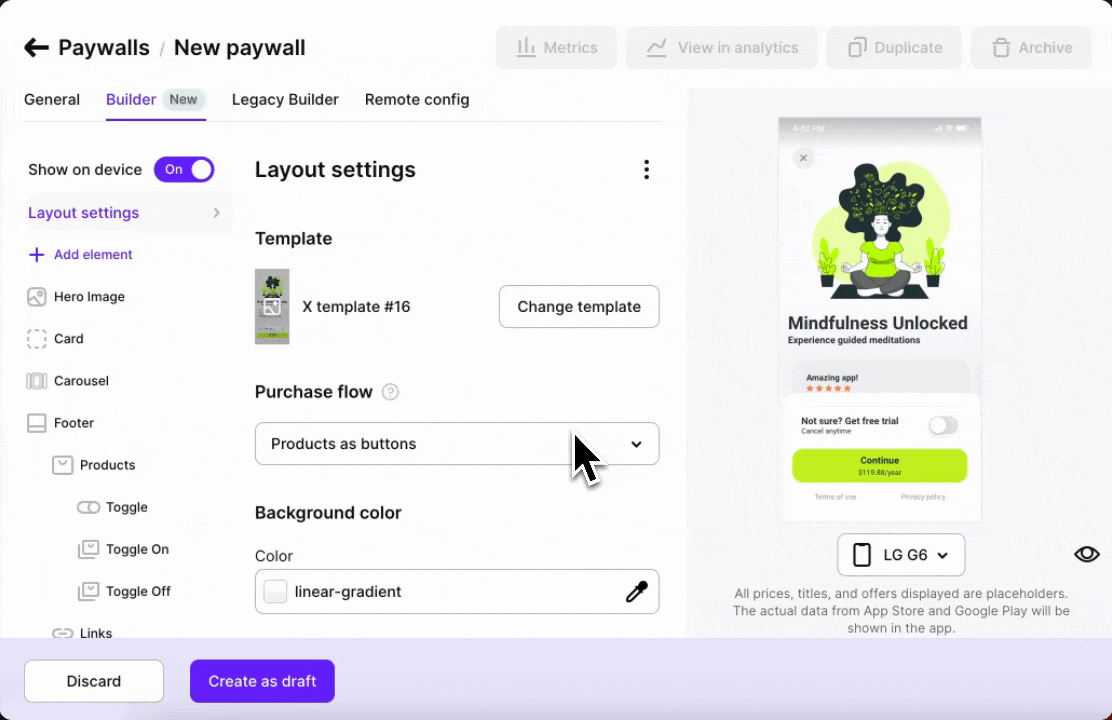 Paywalls / New paywall
Metrics
View in analytics
Duplicate
Archive
General
Builder New
Legacy Builder
Remote config
Show on device On
Layout settings
Add element
Hero Image
Card
Carousel
Footer
Products
Toggle
Toggle On
Toggle Off
Links
Layout settings
Template
X template #16
Change template
Purchase flow ?
Products as buttons
Background color
Color
linear-gradient
Mindfulness Unlocked
Experience guided meditations
Amazing app!
Not sure? Get free trial
Cancel anytime
Continue
$119.88/year
Terms of use
Privacy policy
LG G6
All prices, titles, and offers displayed are placeholders.
The actual data from App Store and Google Play will be
shown in the app.
Discard
Create as draft